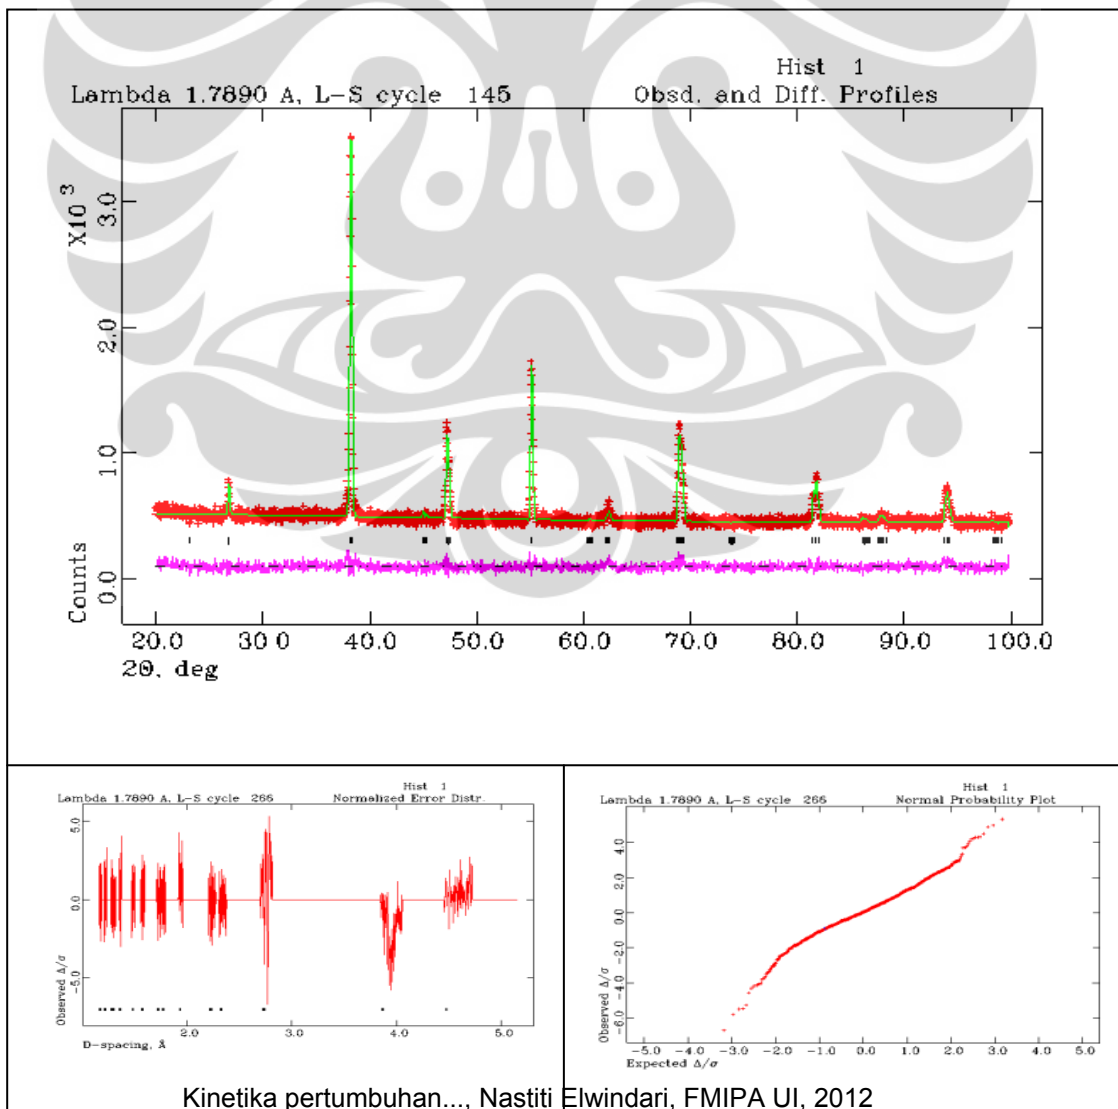 Hist 1
Lambda 1.7890 A, L-S cycle 145 Obsd. and Diff. Profiles
X10 3
3.0
2.0
1.0
0.0
Counts
20.0 30.0 40.0 50.0 60.0 70.0 80.0 90.0 100.0
2Θ, deg
Hist 1
Lambda 1.7890 A, L-S cycle 266 Normalized Error Distr.
5.0
0.0
-5.0
Observed Δ/σ
2.0 3.0 4.0 5.0
D-spacing, Å
Hist 1
Lambda 1.7890 A, L-S cycle 266 Normal Probability Plot
4.0
2.0
0.0
-2.0
-4.0
-6.0
Observed Δ/σ
-5.0 -4.0 -3.0 -2.0 -1.0 0.0 1.0 2.0 3.0 4.0 5.0
Expected Δ/σ
Kinetika pertumbuhan..., Nastiti Elwindari, FMIPA UI, 2012